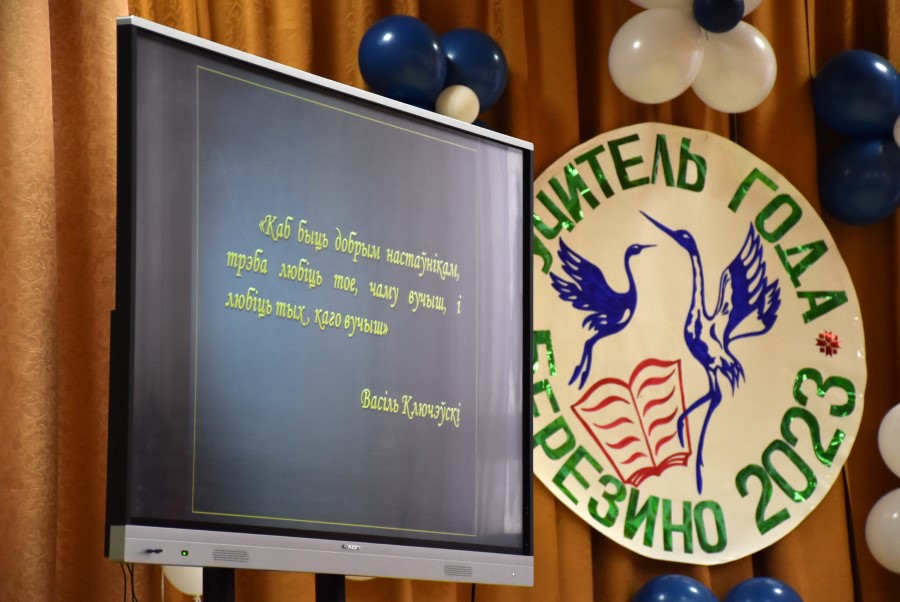 «Каб быць добрым настаўнікам,
трэба любіць тое, чаму вучыш, і
любіць тых, каго вучыш»
Васіль Ключэўскі
УЧИТЕЛЬ ГОДА
БЕРЕЗИНО 2023